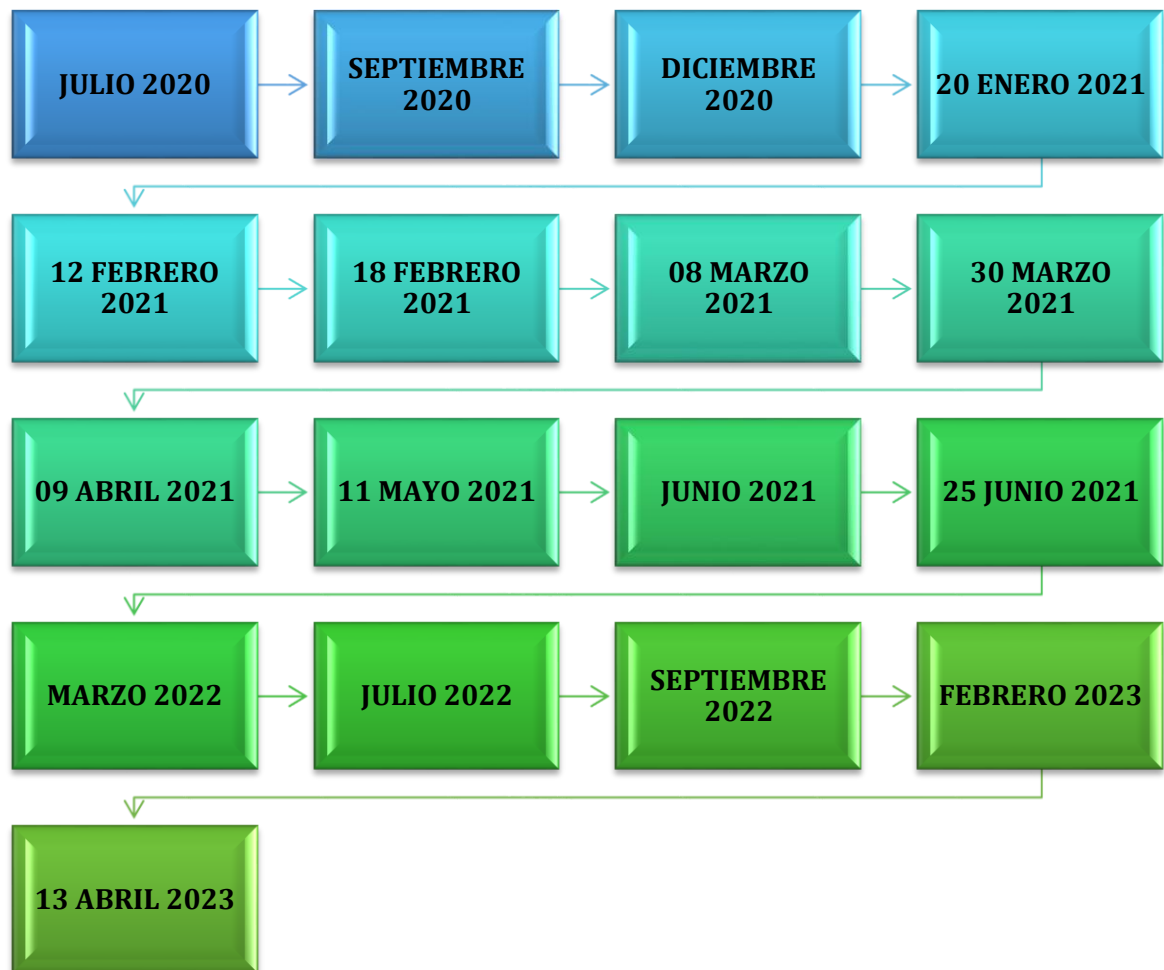 JULIO 2020
SEPTIEMBRE
2020
DICIEMBRE
2020
20 ENERO 2021
12 FEBRERO
2021
18 FEBRERO
2021
08 MARZO
2021
30 MARZO
2021
09 ABRIL 2021
11 MAYO 2021
JUNIO 2021
25 JUNIO 2021
MARZO 2022
JULIO 2022
SEPTIEMBRE
2022
FEBRERO 2023
13 ABRIL 2023